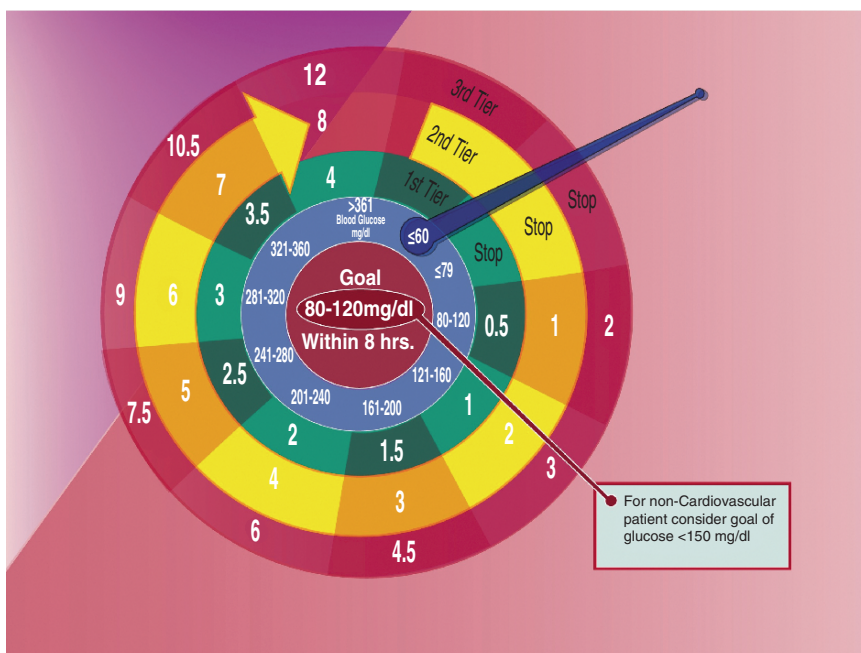 12
3rd Tier
8
2nd Tier
10.5
7
4
1st Tier
3.5
>361
Blood Glucose
mg/dl
≤60
Stop
Stop
Stop
321-360
≤79
Goal
9
6
3
281-320
80-120mg/dl
80-120
0.5
1
2
Within 8 hrs.
241-280
121-160
2.5
5
7.5
201-240
161-200
1
2
3
2
1.5
4
3
6
4.5
For non-Cardiovascular
patient consider goal of
glucose <150 mg/dl